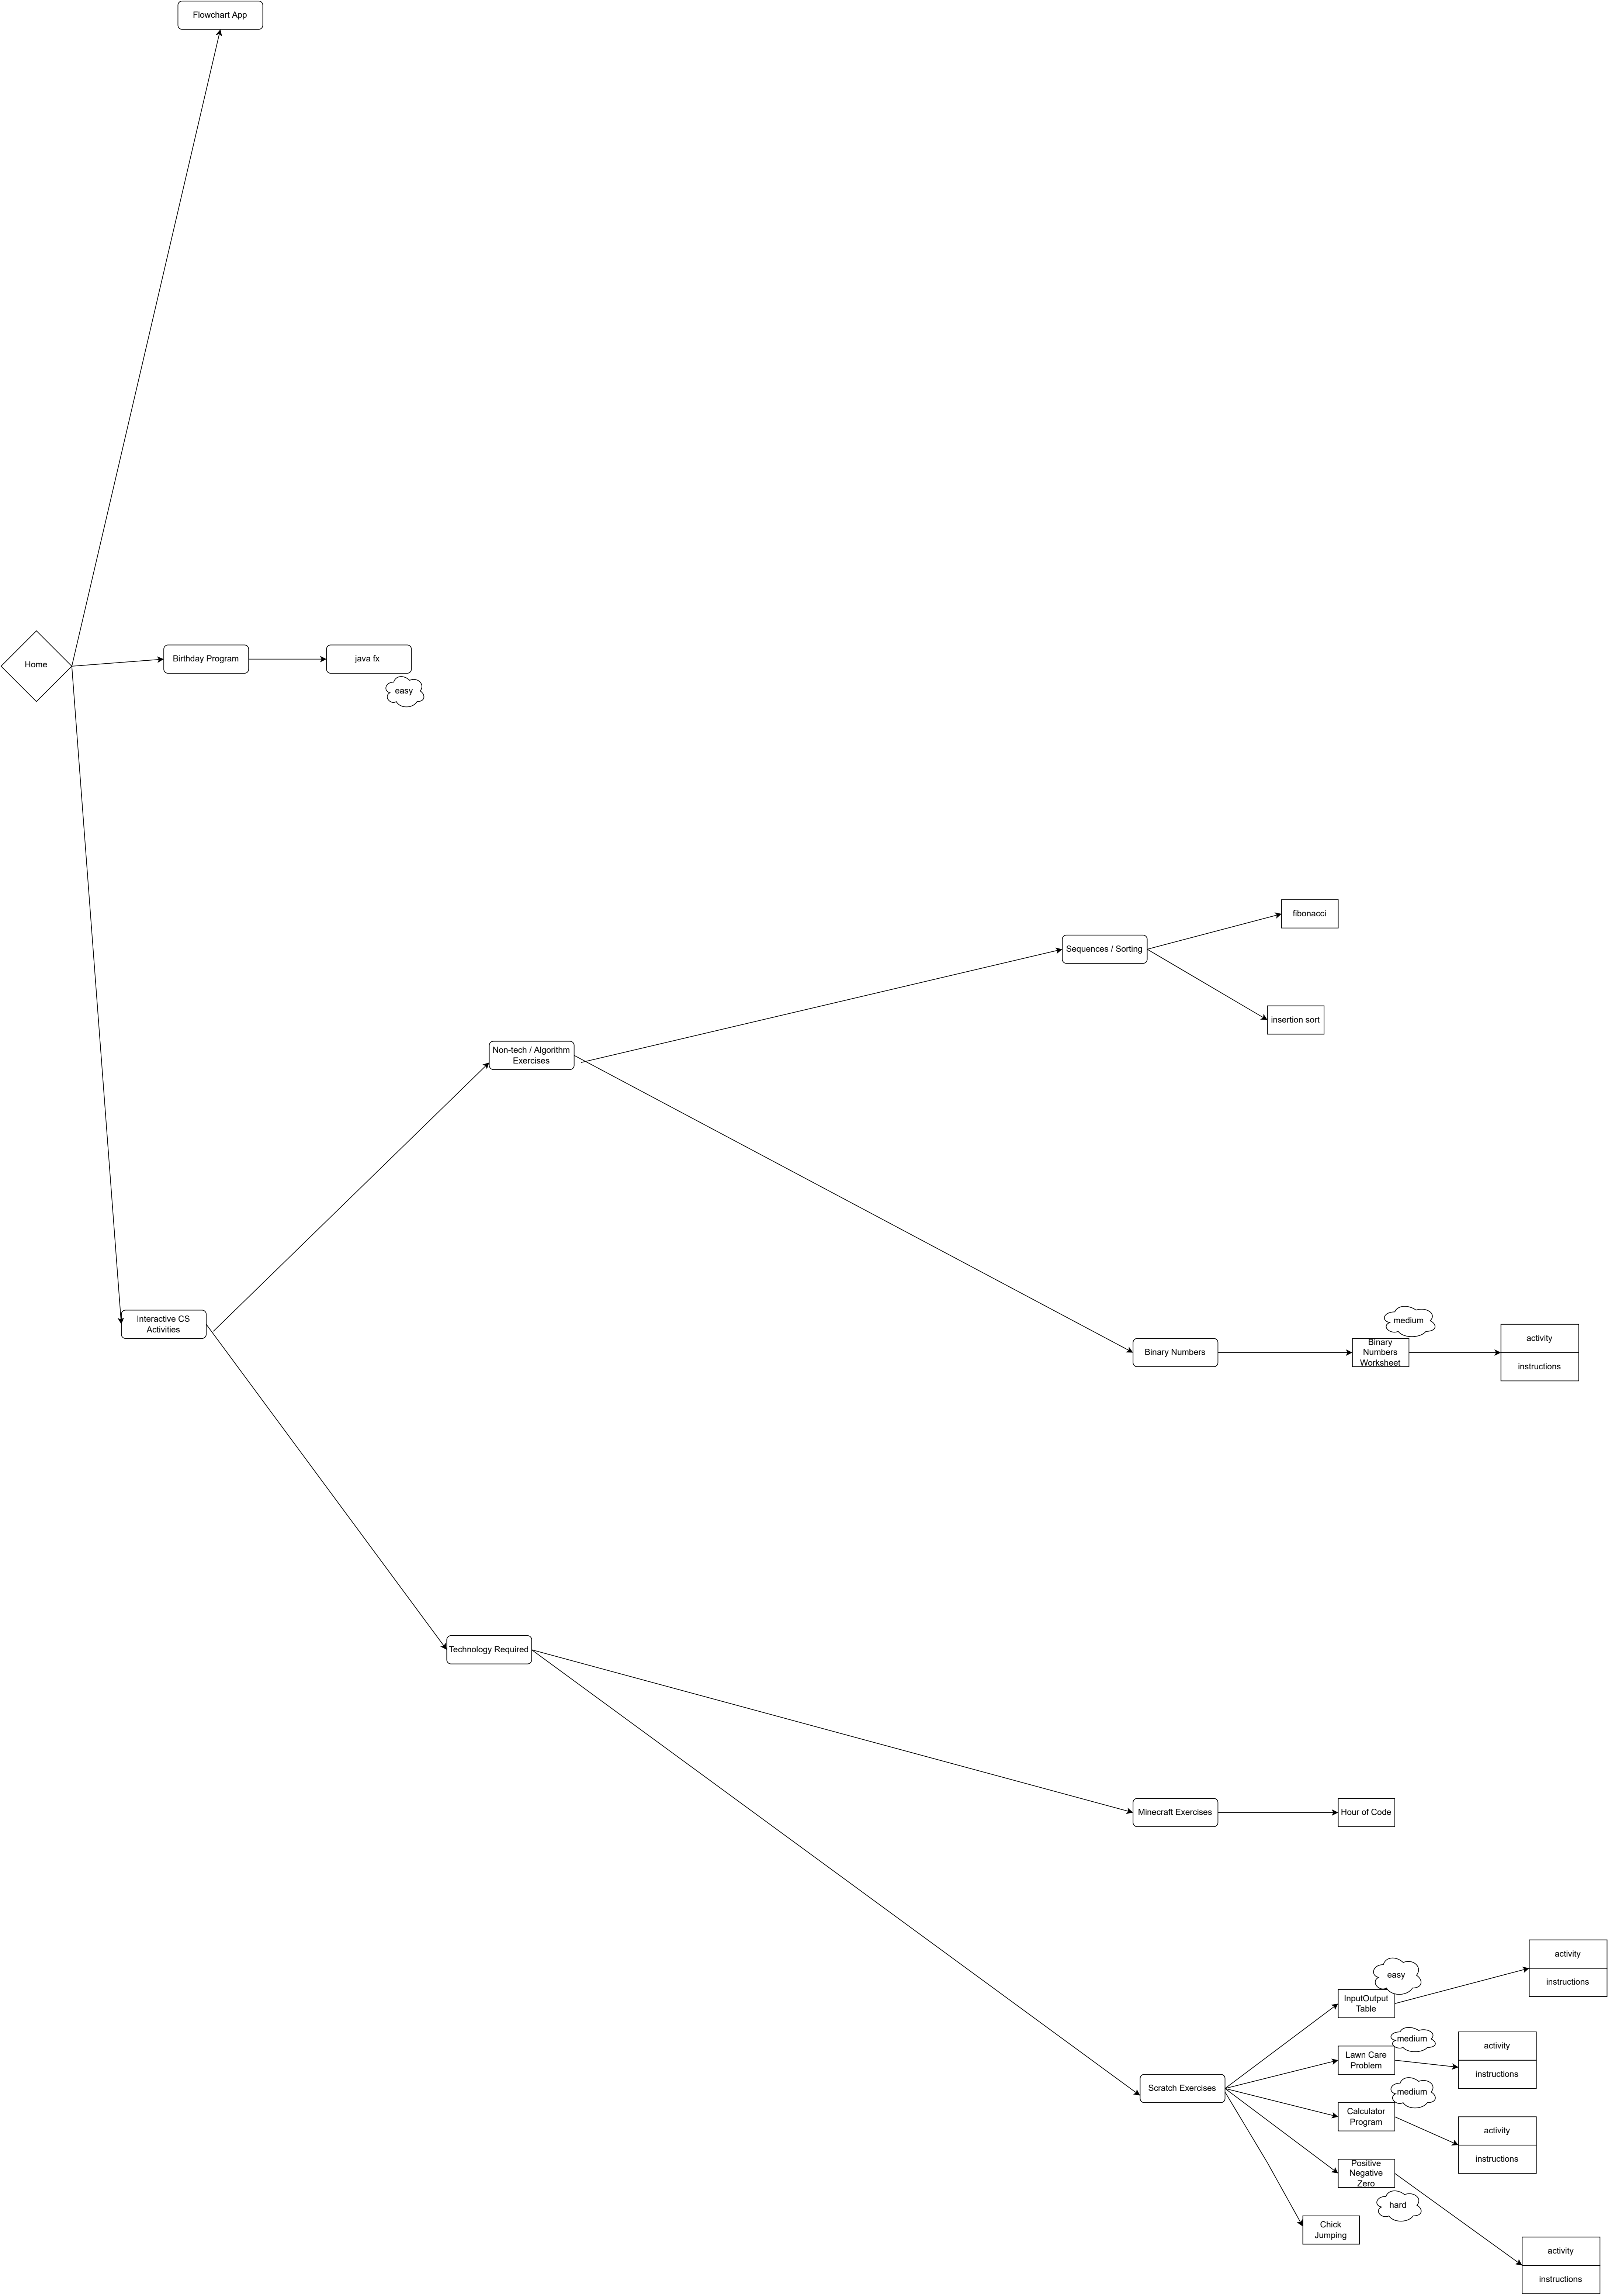 Flowchart App
Home
Birthday Program
java fx
easy
fibonacci
Sequences / Sorting
insertion sort
Non-tech / Algorithm
Exercises
Interactive CS
Activities
medium
Binary Numbers
Binary
Numbers
Worksheet
activity
instructions
Technology Required
Minecraft Exercises
Hour of Code
activity
instructions
easy
InputOutput
Table
medium
Lawn Care
Problem
activity
instructions
Scratch Exercises
medium
Calculator
Program
activity
instructions
Positive
Negative
Zero
hard
Chick
Jumping
activity
instructions